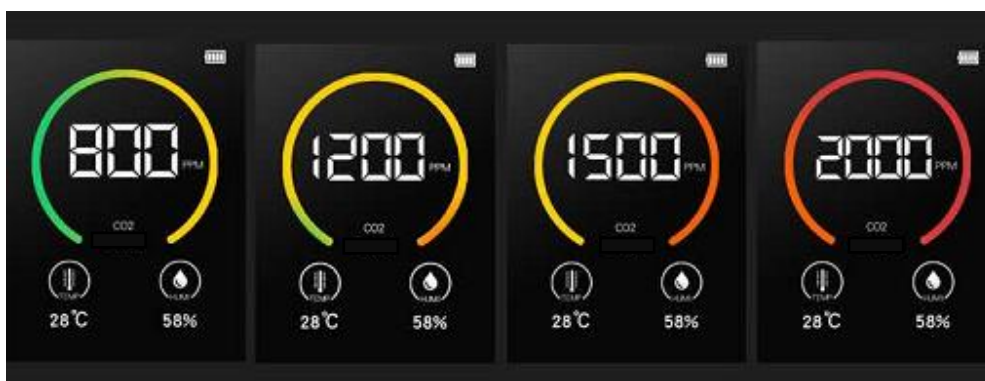 800 PPM
CO2
TEMP HUMI
28℃ 58%
1200 PPM
CO2
TEMP HUMI
28℃ 58%
1500 PPM
CO2
TEMP HUMI
28℃ 58%
2000 PPM
CO2
TEMP HUMI
28℃ 58%